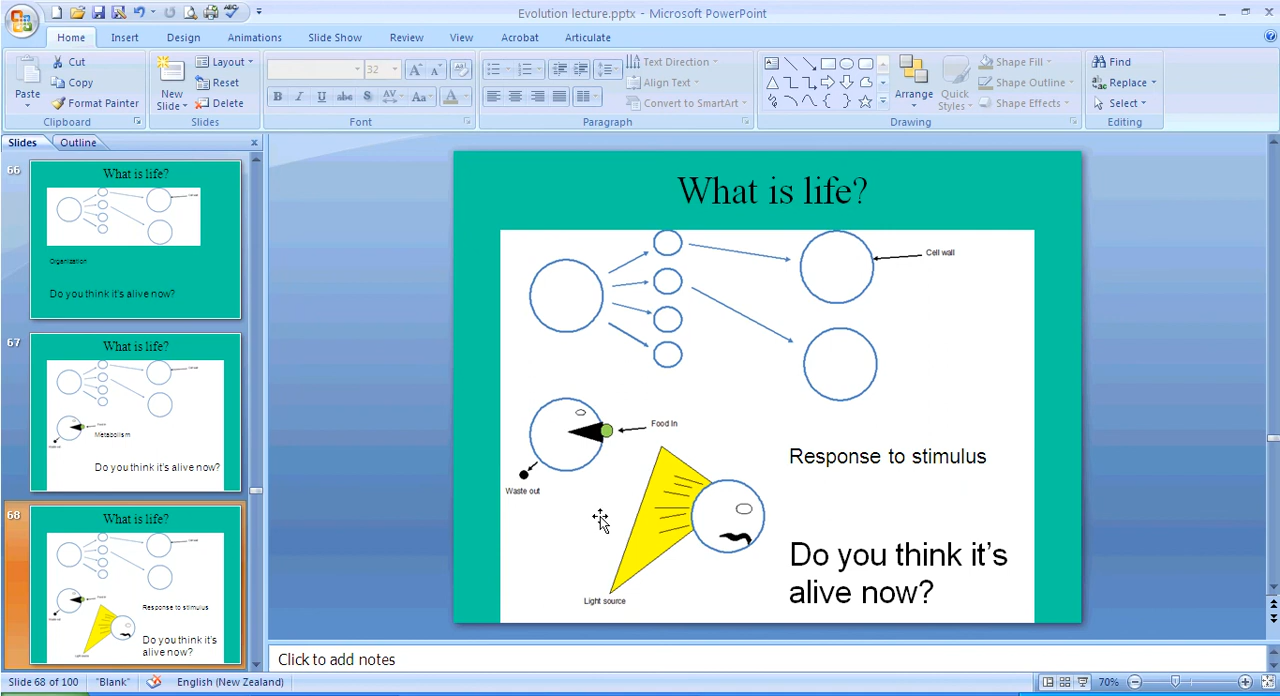 Evolution lecture.pptx - Microsoft PowerPoint
Home Insert Design Animations Slide Show Review View Acrobat Articulate
Paste
Cut
Copy
Format Painter
Clipboard
New Slide
Layout
Reset
Delete
Slides
32
B I U abc S AV Aa A
Font
Text Direction
Align Text
Convert to SmartArt
Paragraph
Arrange
Quick Styles
Shape Fill
Shape Outline
Shape Effects
Drawing
Find
Replace
Select
Editing
Slides Outline
66
What is life?
Organization
Do you think it's alive now?
67
What is life?
Metabolism
Do you think it's alive now?
68
What is life?
Response to stimulus
Do you think it's
alive now?
What is life?
Cell wall
Food In
Waste out
Light source
Response to stimulus
Do you think it’s
alive now?
Click to add notes
Slide 68 of 100 "Blank" English (New Zealand) 70%